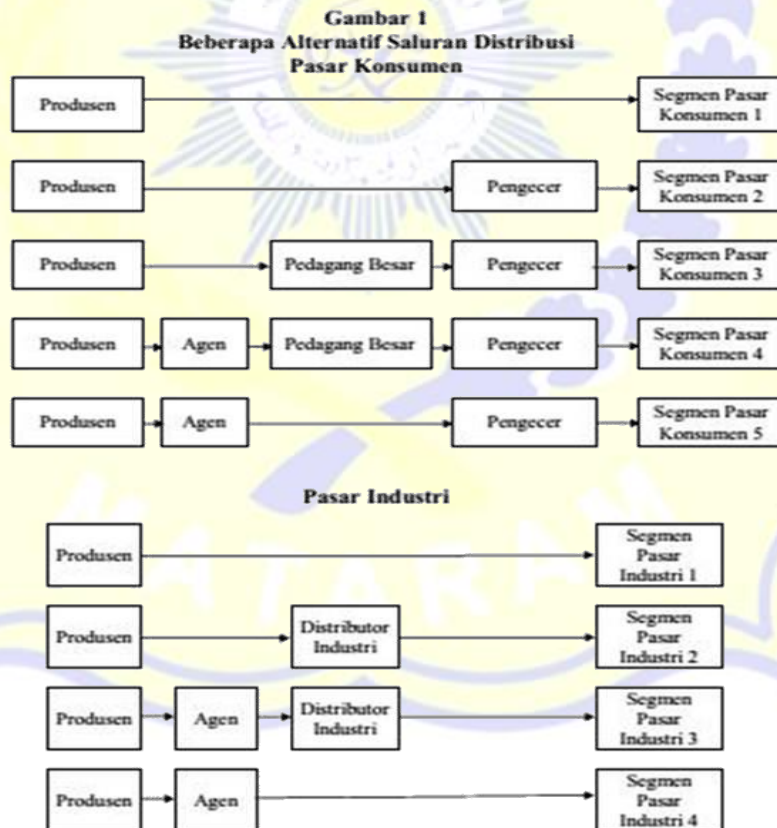 Gambar 1
Beberapa Alternatif Saluran Distribusi
Pasar Konsumen
Produsen
Segmen Pasar
Konsumen 1
Produsen
Pengecer
Segmen Pasar
Konsumen 2
Produsen
Pedagang Besar
Pengecer
Segmen Pasar
Konsumen 3
Produsen
Agen
Pedagang Besar
Pengecer
Segmen Pasar
Konsumen 4
Produsen
Agen
Pengecer
Segmen Pasar
Konsumen 5
Pasar Industri
Produsen
Segmen
Pasar
Industri 1
Produsen
Distributor
Industri
Segmen
Pasar
Industri 2
Produsen
Agen
Distributor
Industri
Segmen
Pasar
Industri 3
Produsen
Agen
Segmen
Pasar
Industri 4
MATARAM